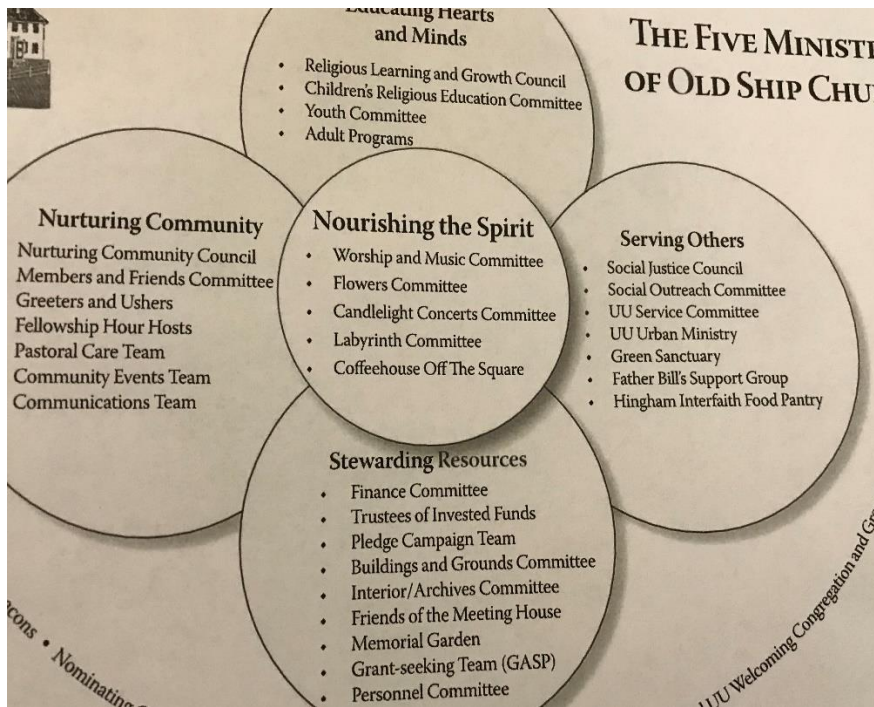 THE FIVE
OF OLD SHIP
Educating Hearts
and Minds
• Religious Learning and Growth Council
• Children's Religious Education Committee
• Youth Committee
• Adult Programs
Nurturing Community
Nurturing Community Council
Members and Friends Committee
Greeters and Ushers
Fellowship Hour Hosts
Pastoral Care Team
Community Events Team
Communications Team
Nourishing the Spirit
• Worship and Music Committee
• Flowers Committee
• Candlelight Concerts Committee
• Labyrinth Committee
• Coffeehouse Off The Square
Serving Others
• Social Justice Council
• Social Outreach Committee
• UU Service Committee
• UU Urban Ministry
• Green Sanctuary
• Father Bill's Support Group
• Hingham Interfaith Food Pantry
Stewarding Resources
• Finance Committee
• Trustees of Invested Funds
• Pledge Campaign Team
• Buildings and Grounds Committee
• Interior/Archives Committee
• Friends of the Meeting House
• Memorial Garden
• Grant-seeking Team (GASP)
• Personnel Committee
• Nominating
UU Welcoming Congregation and